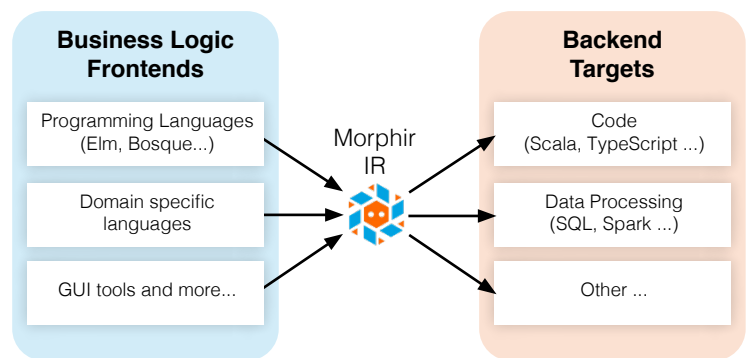 Business Logic
Frontends
Programming Languages
(Elm, Bosque...)
Domain specific
languages
GUI tools and more...
Morphir
IR
Backend
Targets
Code
(Scala, TypeScript ...)
Data Processing
(SQL, Spark ...)
Other ...